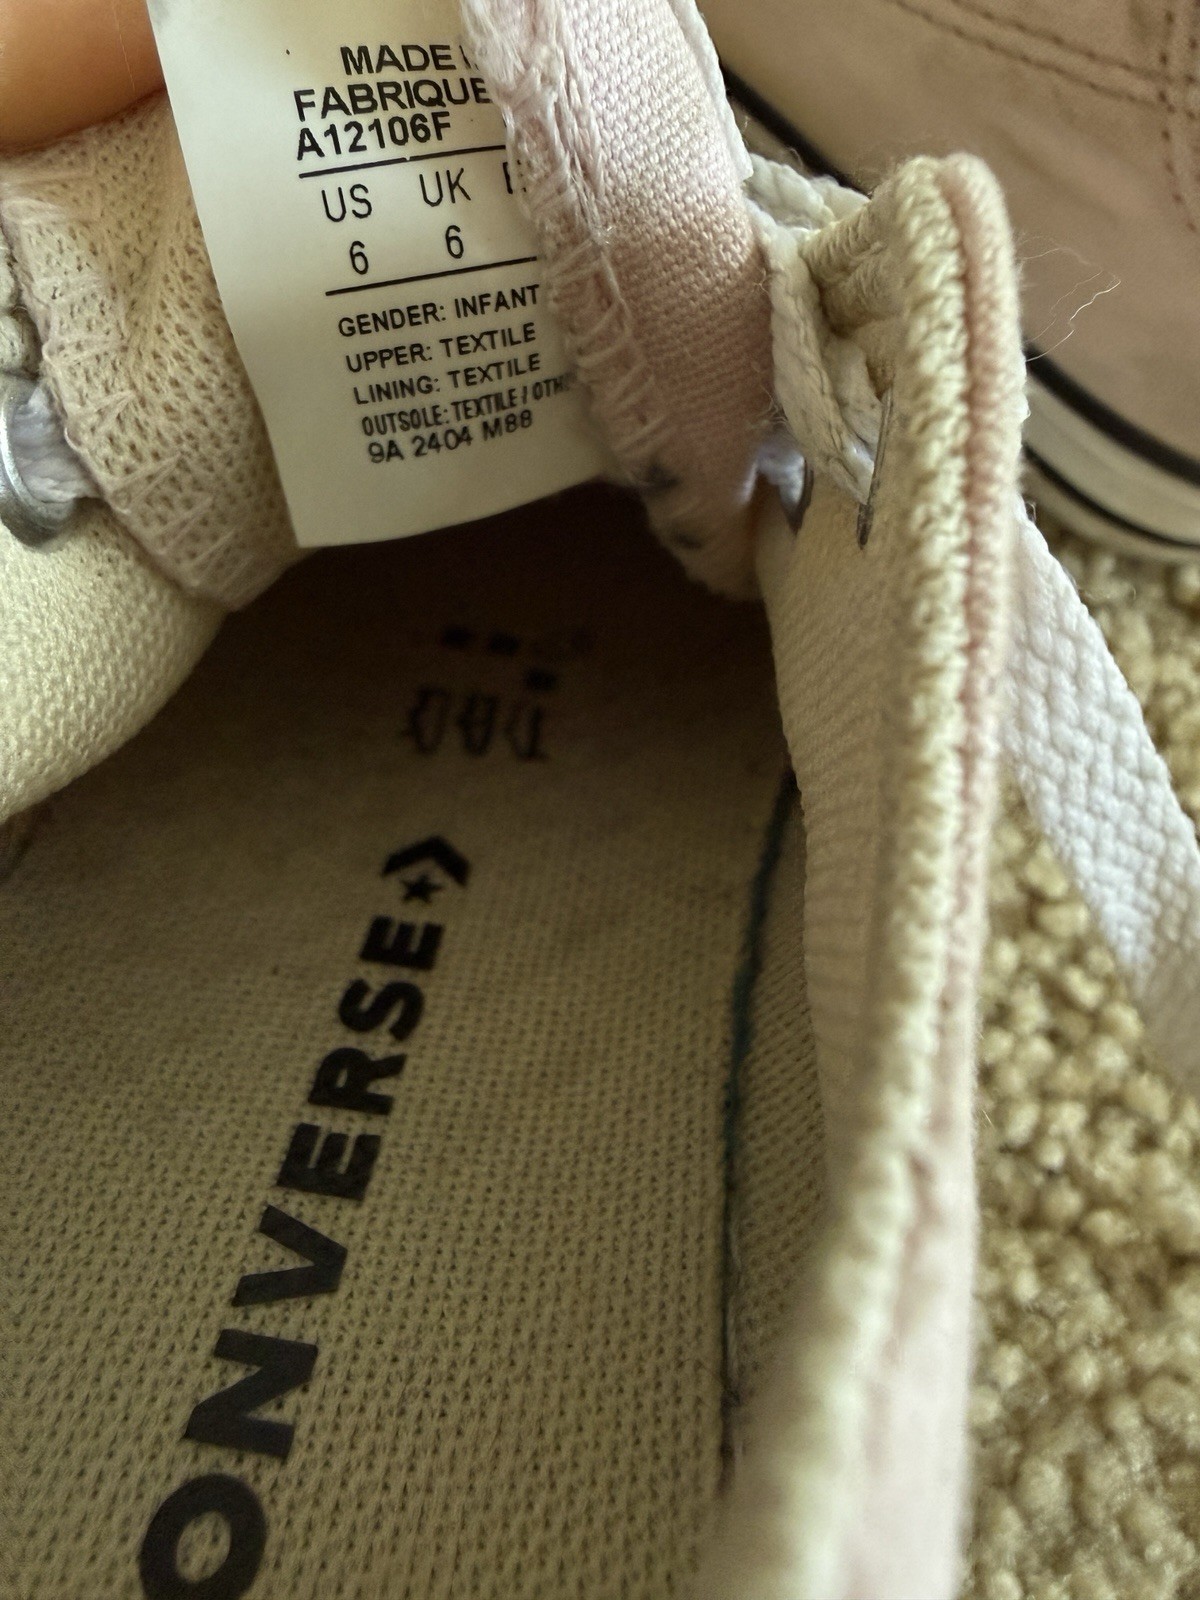 MADE
FABRIQUE
A12106F
US UK
6 6
GENDER: INFANT
UPPER: TEXTILE
LINING: TEXTILE
OUTSOLE: TEXTILE / OTH
9A 2404 M88
CONVERSE